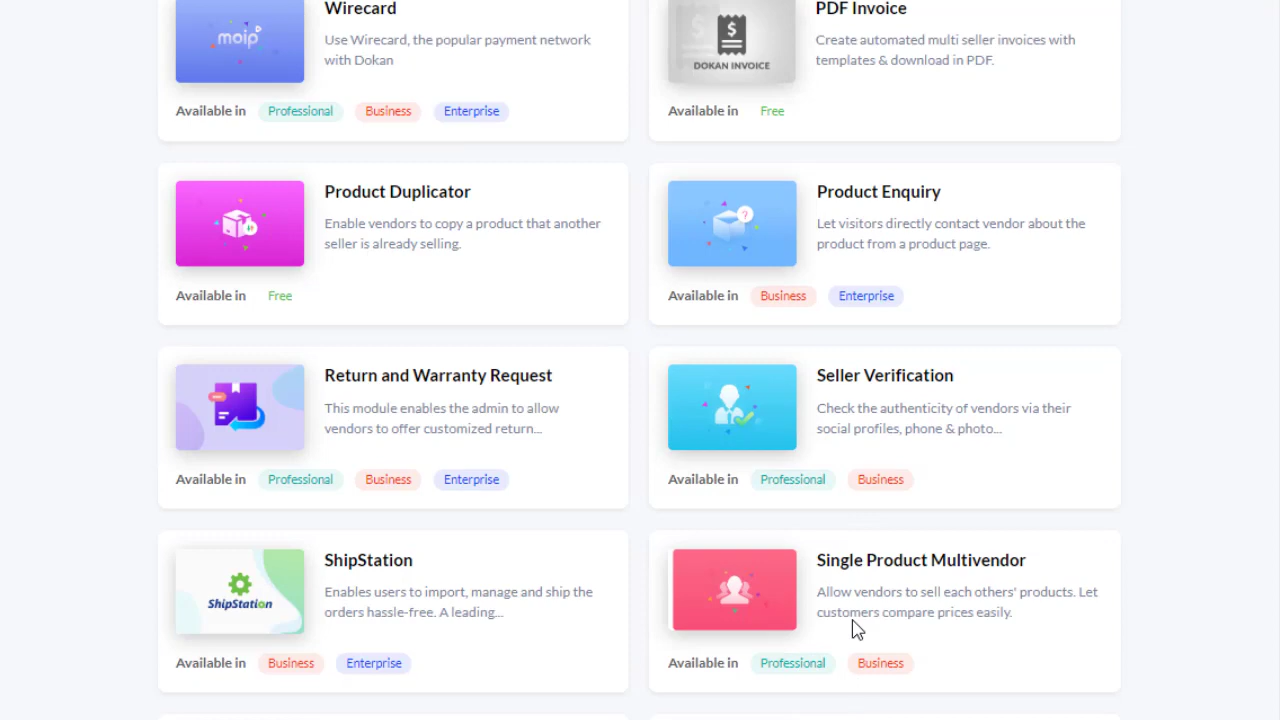 Wirecard
moip
Use Wirecard, the popular payment network
with Dokan
Available in Professional Business Enterprise
PDF Invoice
DOKAN INVOICE
Create automated multi seller invoices with
templates & download in PDF.
Available in Free
Product Duplicator
Enable vendors to copy a product that another
seller is already selling.
Available in Free
Product Enquiry
Let visitors directly contact vendor about the
product from a product page.
Available in Business Enterprise
Return and Warranty Request
This module enables the admin to allow
vendors to offer customized return...
Available in Professional Business Enterprise
Seller Verification
Check the authenticity of vendors via their
social profiles, phone & photo...
Available in Professional Business
ShipStation
ShipStation
Enables users to import, manage and ship the
orders hassle-free. A leading...
Available in Business Enterprise
Single Product Multivendor
Allow vendors to sell each others' products. Let
customers compare prices easily.
Available in Professional Business